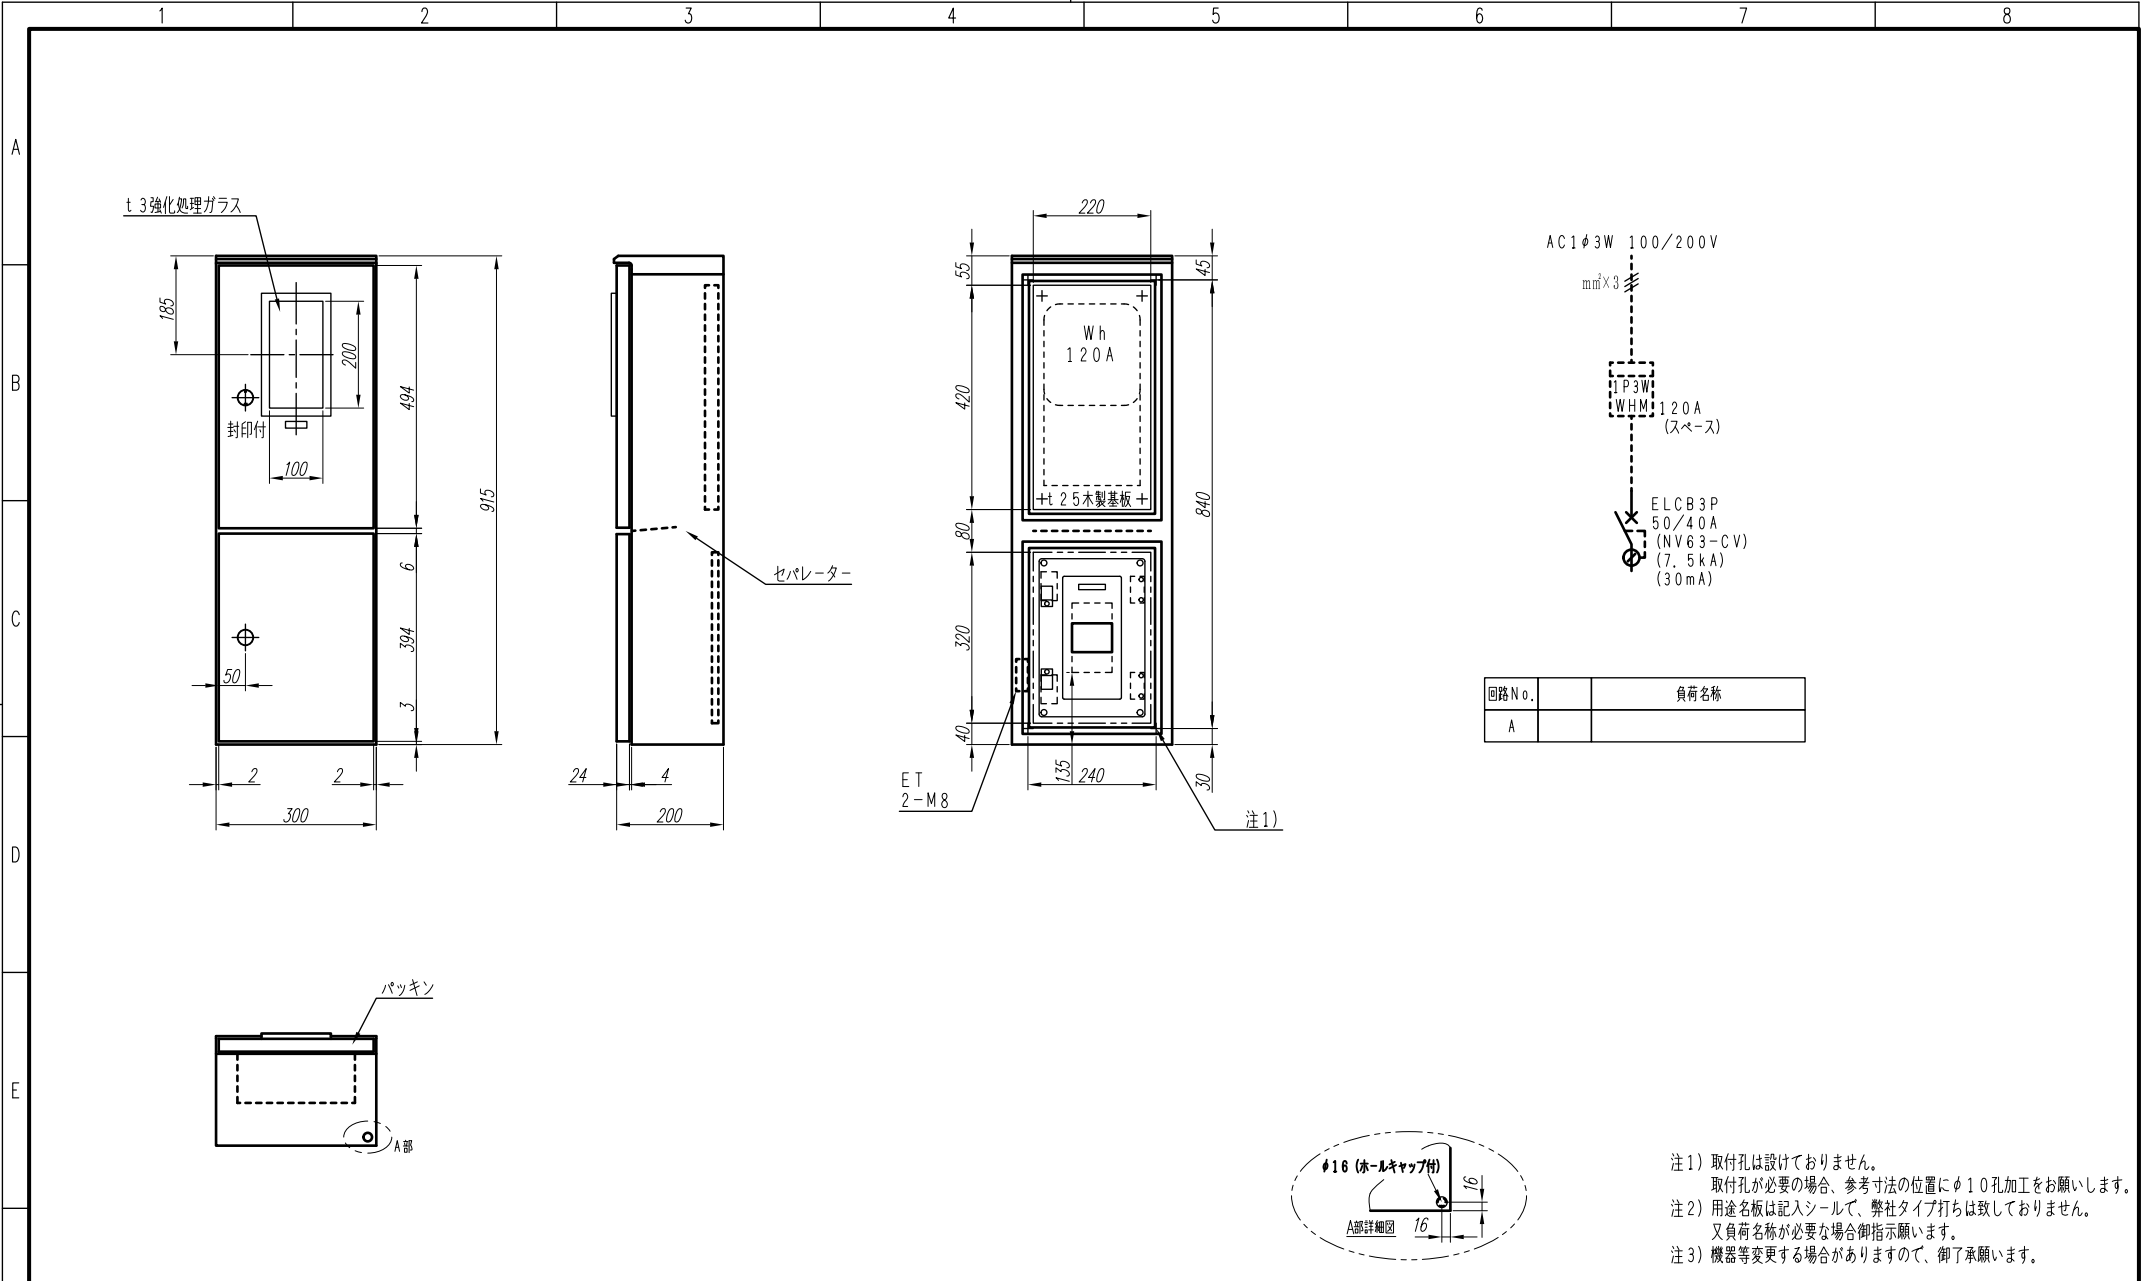 1 2 3 4 5 6 7 8
A
B
C
D
E
t3強化処理ガラス
185
200
494
封印付
100
915
6
394
50
3
2
2
300
セパレーター
24
4
200
220
55
45
Wh
120A
420
t25木製基板
840
80
320
40
135
240
30
ET
2-M8
注1)
AC1φ3W 100/200V
mm²×3
1P3W
WHM
120A
(スペース)
ELCB3P
50/40A
(NV63-CV)
(7.5kA)
(30mA)
回路No. 負荷名称
A
パッキン
A部
φ16(ホールキャップ付)
16
16
A部詳細図
注1) 取付孔は設けておりません。
取付孔が必要の場合、参考寸法の位置にφ10孔加工をお願いします。
注2) 用途名板は記入シールで、弊社タイプ打ちは致しておりません。
又負荷名称が必要な場合御指示願います。
注3) 機器等変更する場合がありますので、御了承願います。